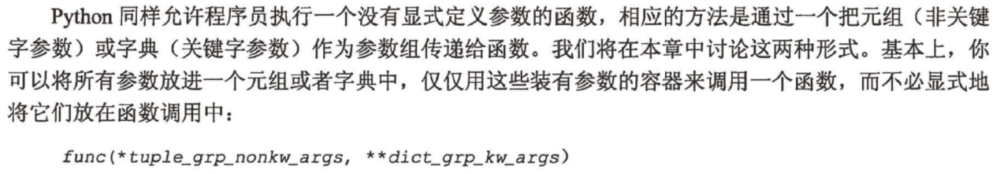 Python 同样允许程序员执行一个没有显式定义参数的函数，相应的方法是通过一个把元组（非关键
字参数）或字典（关键字参数）作为参数组传递给函数。我们将在本章中讨论这两种形式。基本上，你
可以将所有参数放进一个元组或者字典中，仅仅用这些装有参数的容器来调用一个函数，而不必显式地
将它们放在函数调用中：
func(*tuple_grp_nonkw_args, **dict_grp_kw_args)